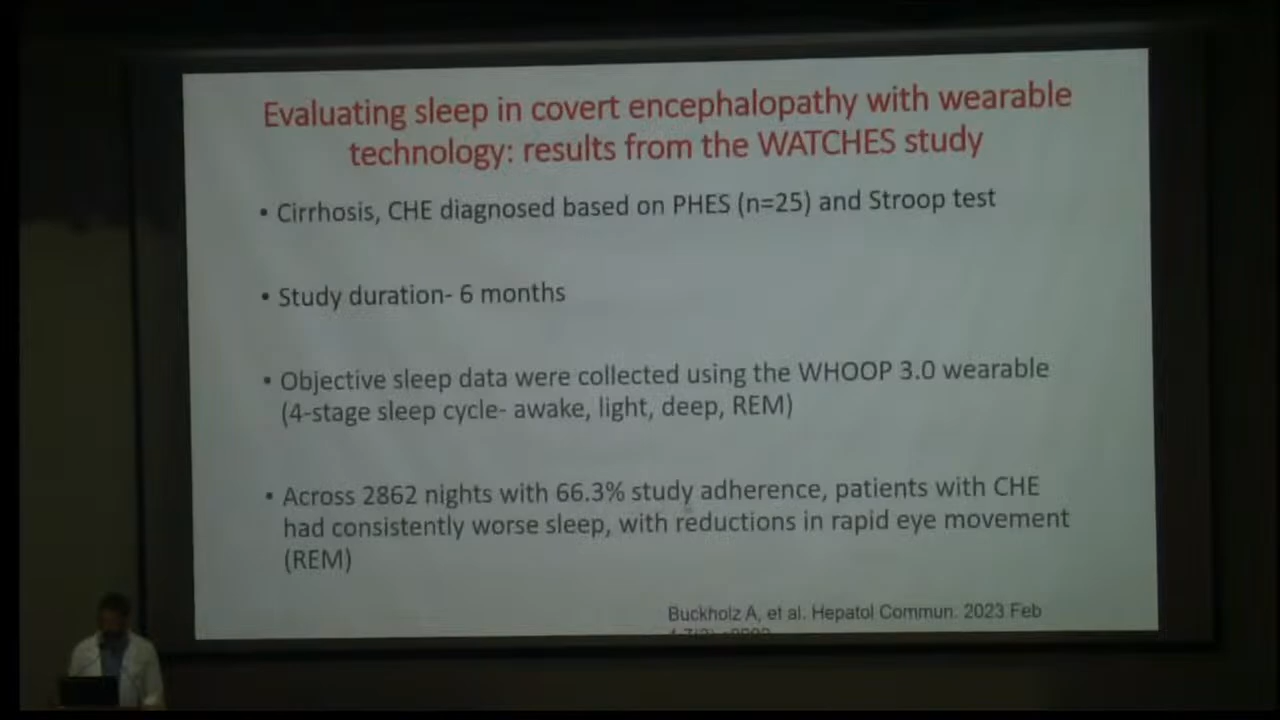 Evaluating sleep in covert encephalopathy with wearable
technology: results from the WATCHES study
• Cirrhosis, CHE diagnosed based on PHES (n=25) and Stroop test
• Study duration- 6 months
• Objective sleep data were collected using the WHOOP 3.0 wearable
(4-stage sleep cycle- awake, light, deep, REM)
• Across 2862 nights with 66.3% study adherence, patients with CHE
had consistently worse sleep, with reductions in rapid eye movement
(REM)
Buckholz A, et al. Hepatol Commun. 2023 Feb